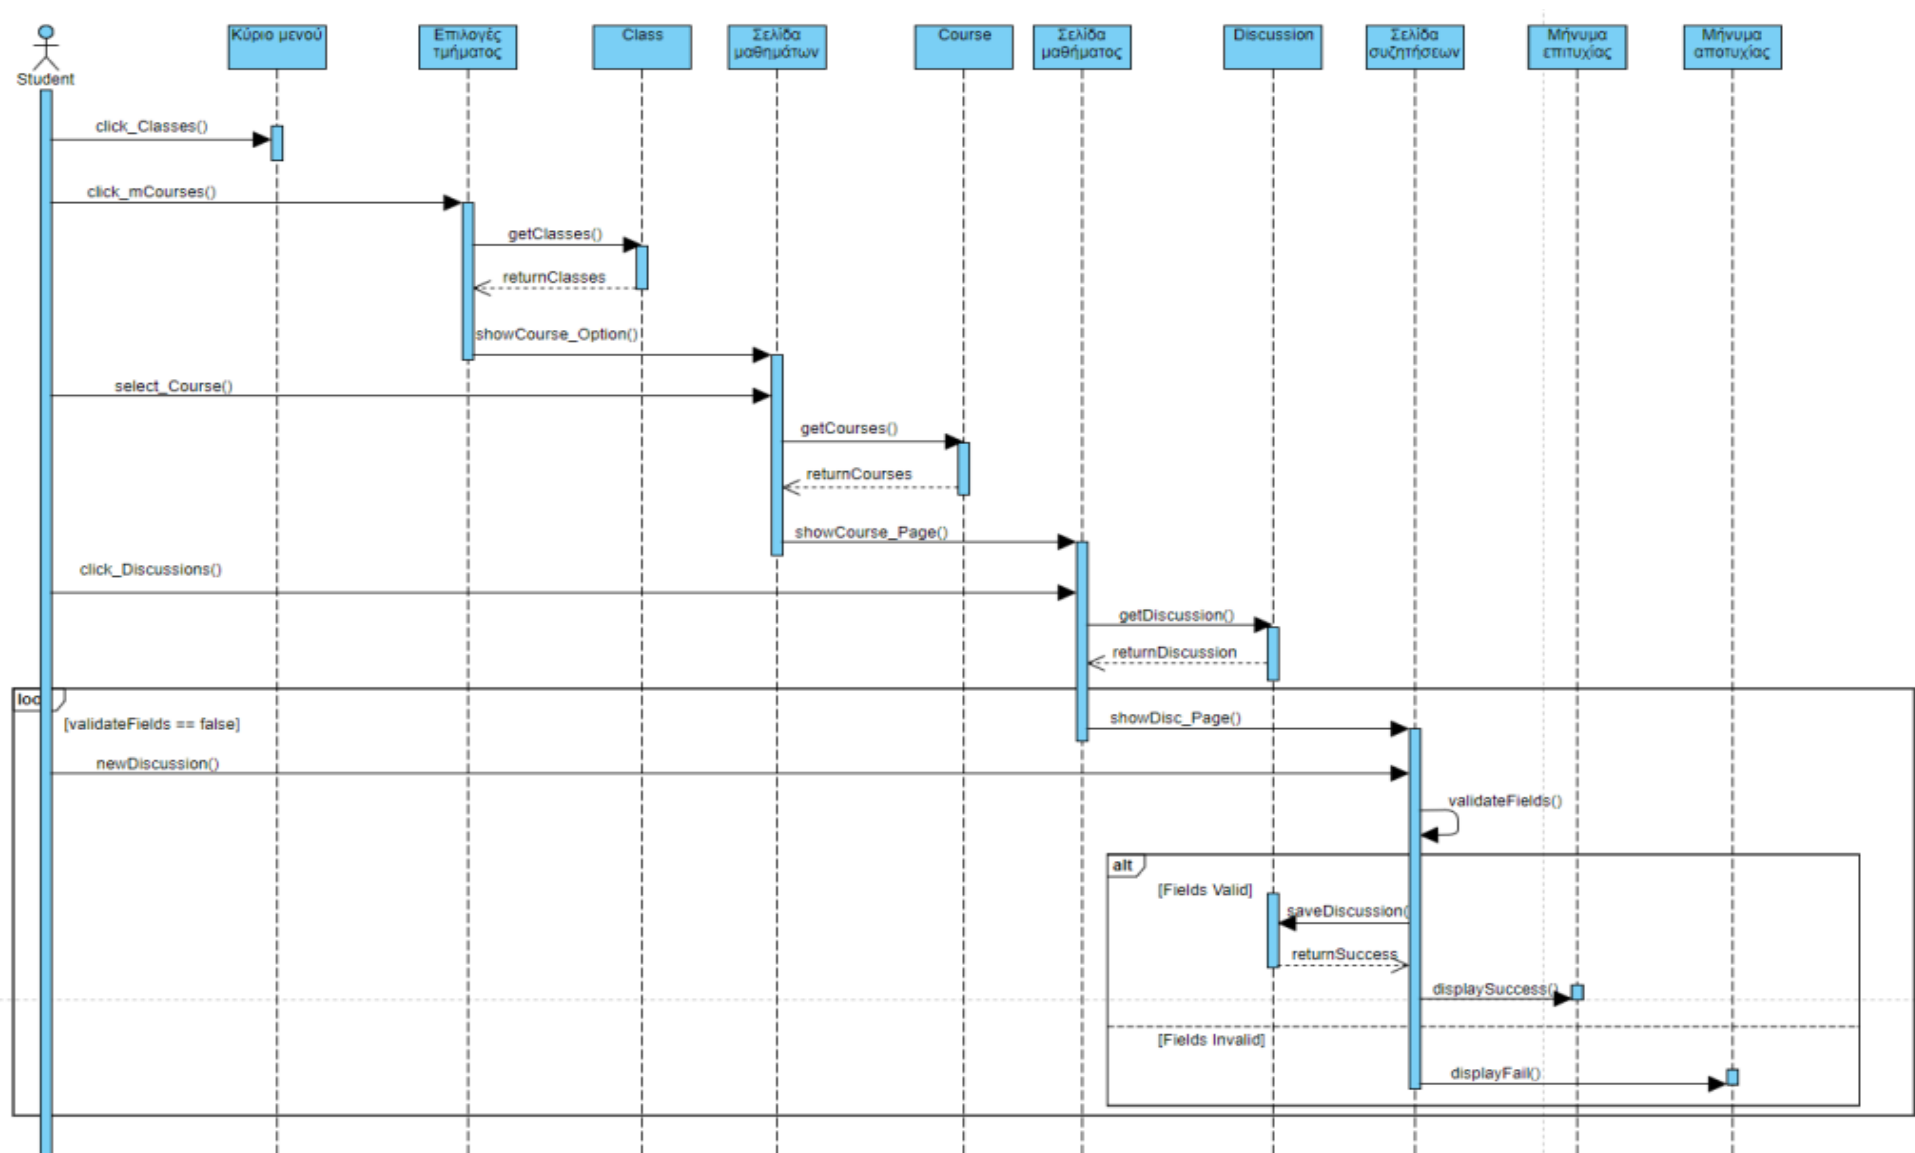 Student
Κύριο μενού
Επιλογές
τμήματος
Class
Σελίδα
μαθημάτων
Course
Σελίδα
μαθήματος
Discussion
Σελίδα
συζητήσεων
Μήνυμα
επιτυχίας
Μήνυμα
αποτυχίας
click_Classes()
click_mCourses()
getClasses()
returnClasses
showCourse_Option()
select_Course()
getCourses()
returnCourses
showCourse_Page()
click_Discussions()
getDiscussion()
returnDiscussion
loo
[validateFields == false]
showDisc_Page()
newDiscussion()
validateFields()
alt
[Fields Valid]
saveDiscussion(
returnSuccess
displaySuccess()
[Fields Invalid]
displayFail()